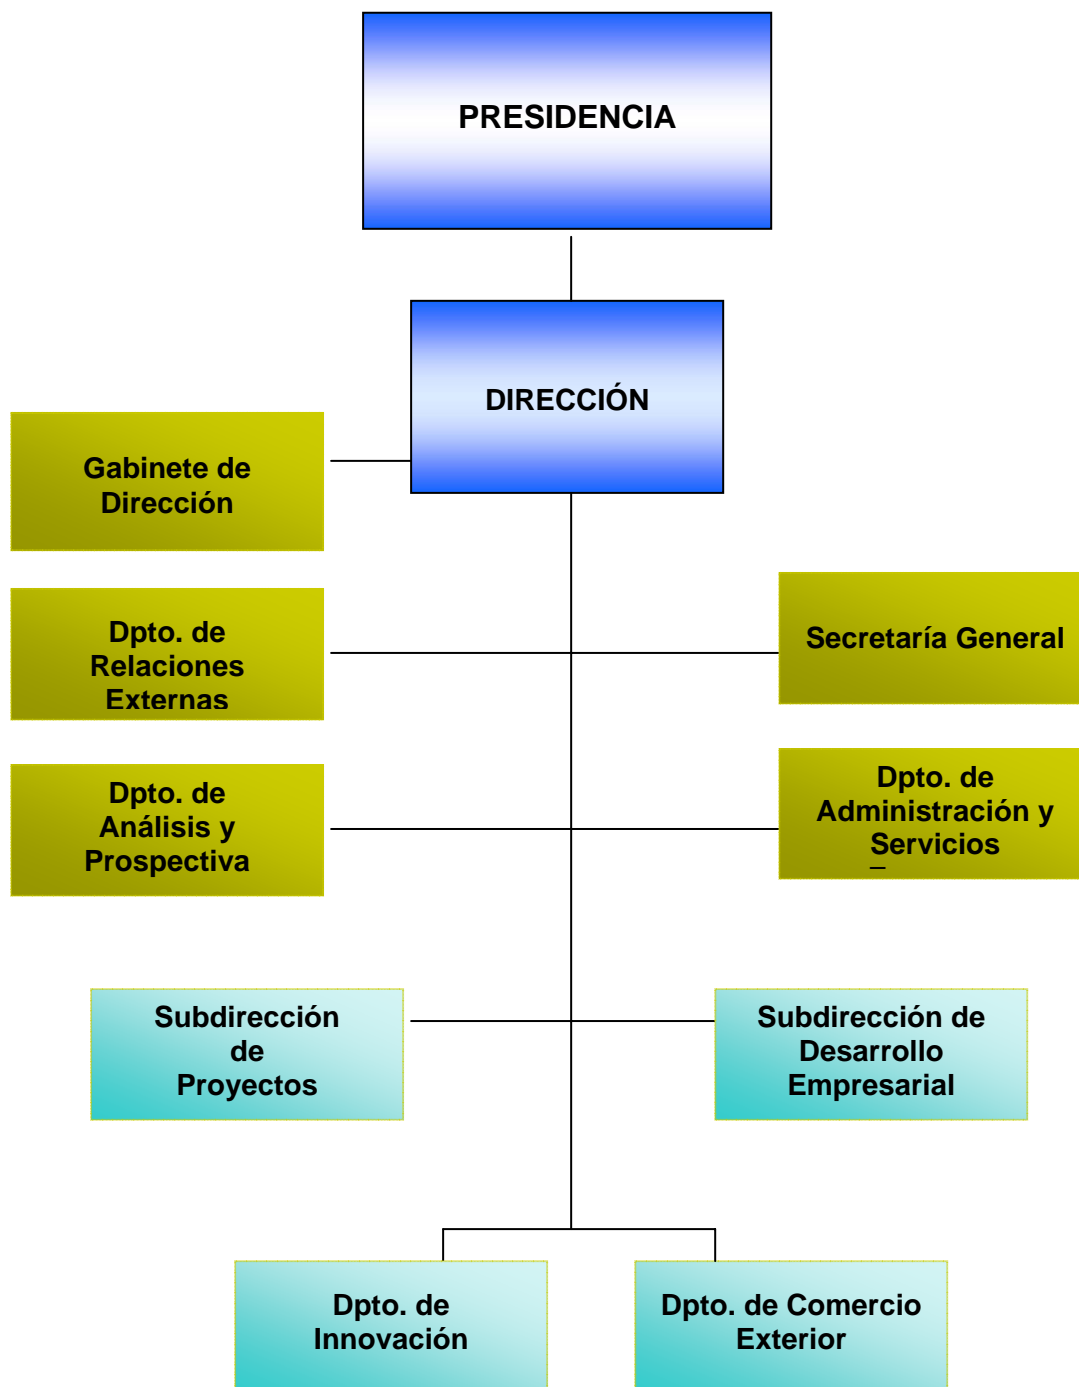 PRESIDENCIA
DIRECCIÓN
Gabinete de
Dirección
Dpto. de
Relaciones
Externas
Secretaría General
Dpto. de
Análisis y
Prospectiva
Dpto. de
Administración y
Servicios
Subdirección
de
Proyectos
Subdirección de
Desarrollo
Empresarial
Dpto. de
Innovación
Dpto. de Comercio
Exterior